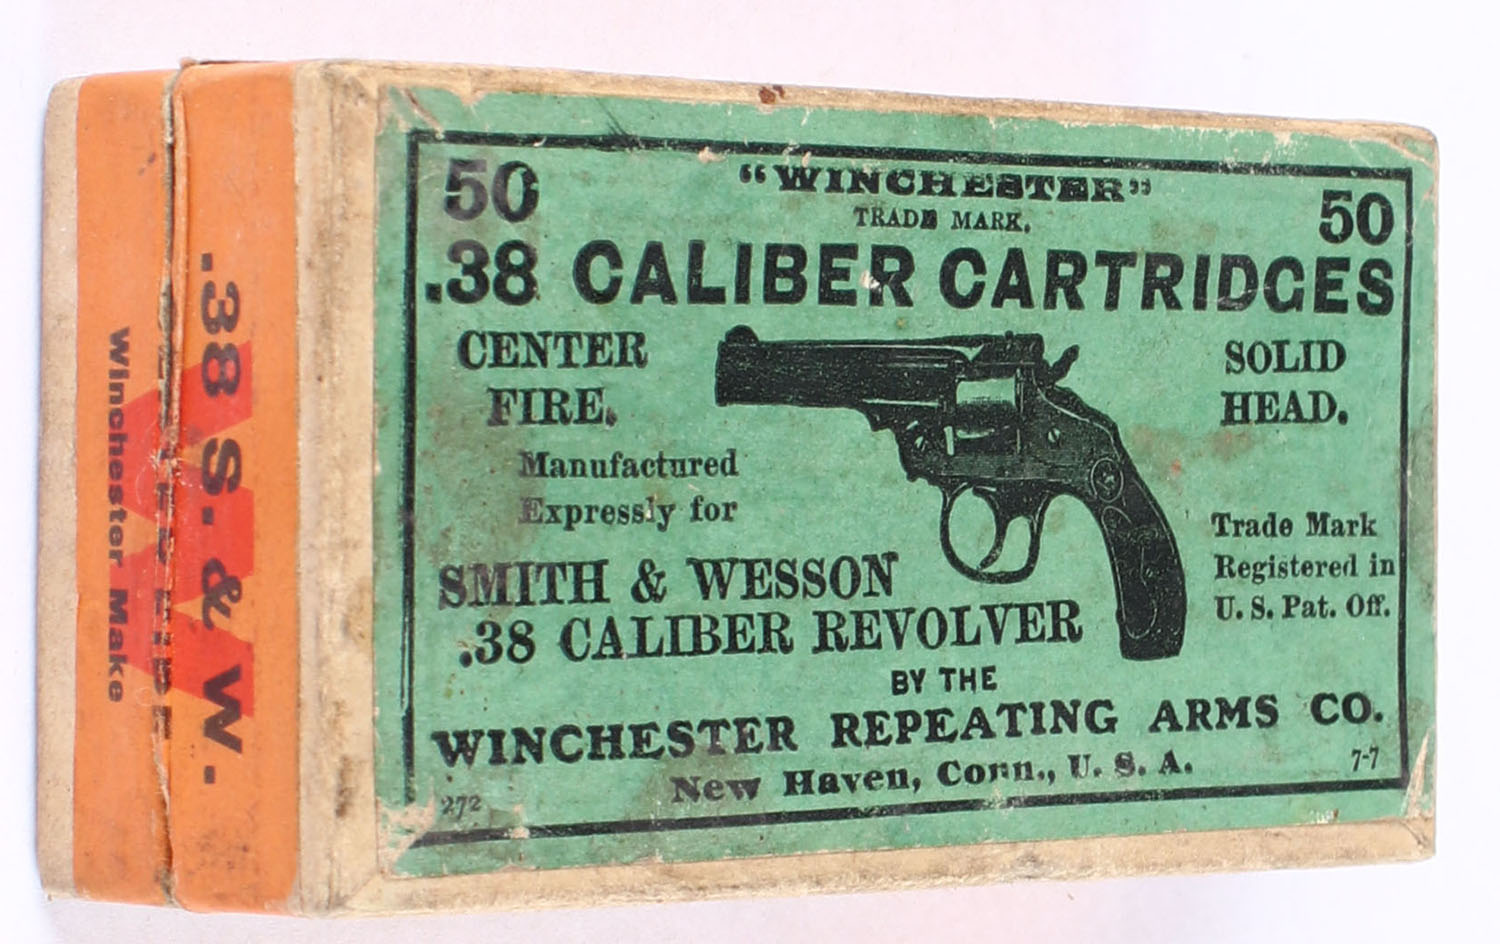 50 "WINCHESTER" 50
TRADE MARK.
.38 CALIBER CARTRIDGES
CENTER
FIRE.
SOLID
HEAD.
Manufactured
Expressly for
SMITH & WESSON
.38 CALIBER REVOLVER
Trade Mark
Registered in
U. S. Pat. Off.
BY THE
WINCHESTER REPEATING ARMS CO.
New Haven, Conn., U. S. A.
272
7-7
.38 S. & W.
W
Winchester Make